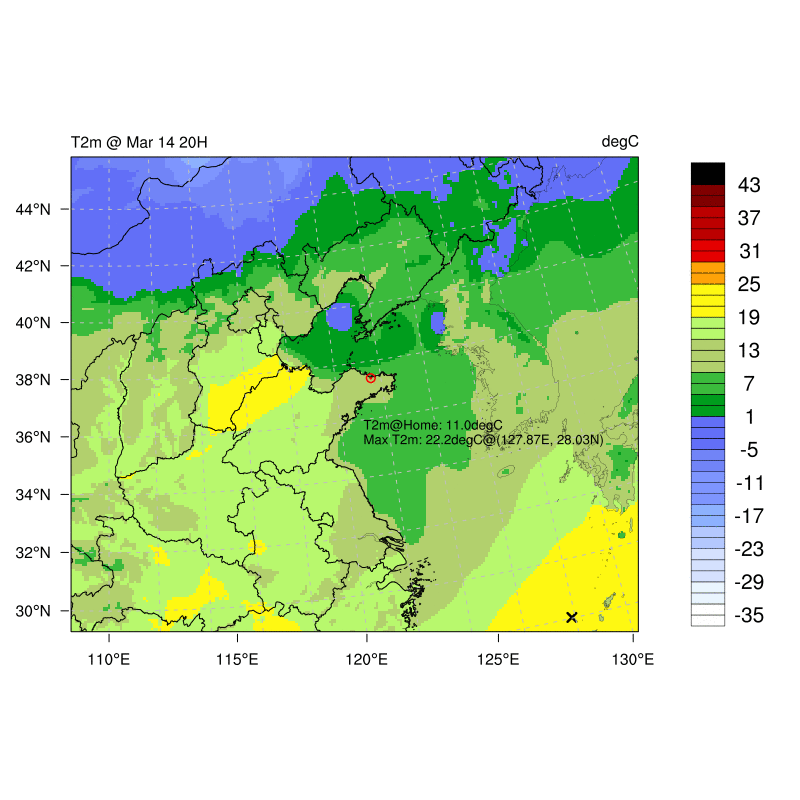 T2m @ Mar 14 20H
degC
44°N
42°N
40°N
38°N
36°N
34°N
32°N
30°N
T2m@Home: 11.0degC
Max T2m: 22.2degC@(127.87E, 28.03N)
110°E
115°E
120°E
125°E
130°E
43
37
31
25
19
13
7
1
-5
-11
-17
-23
-29
-35